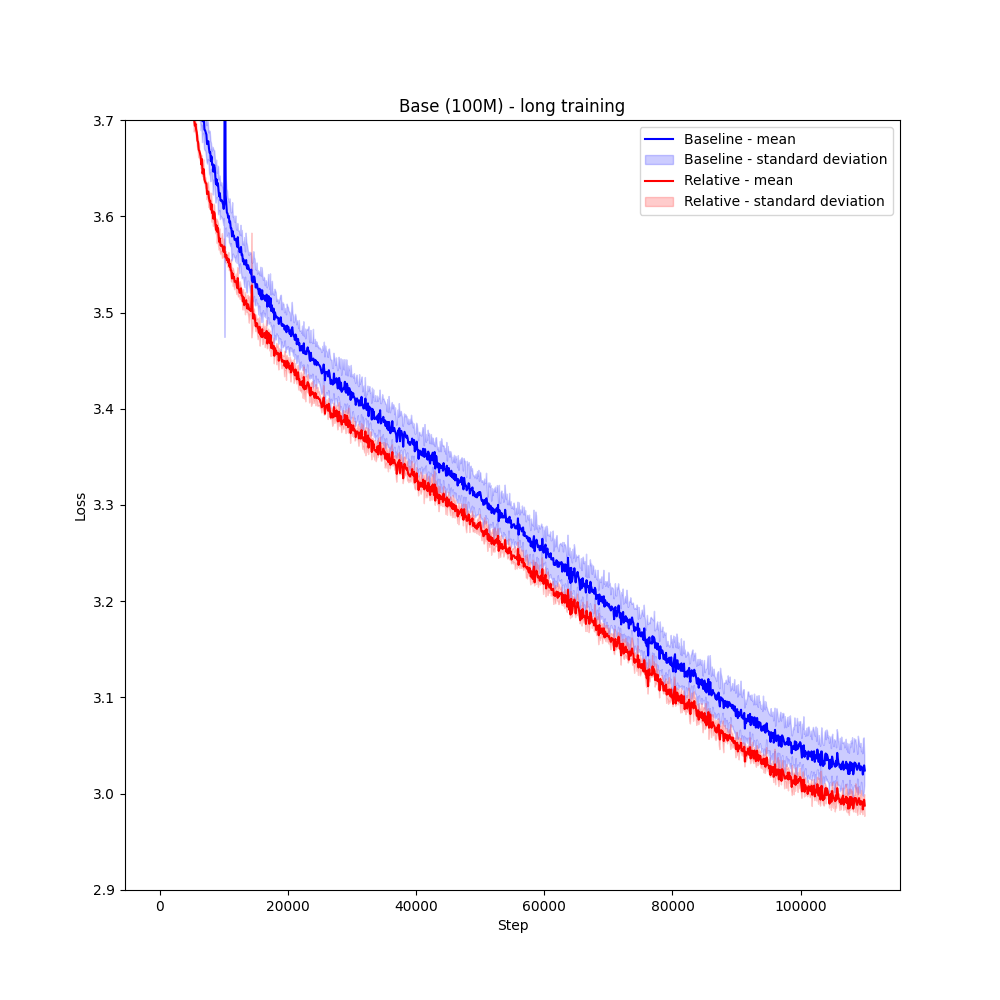 Base (100M) - long training
Baseline - mean
Baseline - standard deviation
Relative - mean
Relative - standard deviation
3.7
3.6
3.5
3.4
3.3
3.2
3.1
3.0
2.9
Loss
0 20000 40000 60000 80000 100000
Step